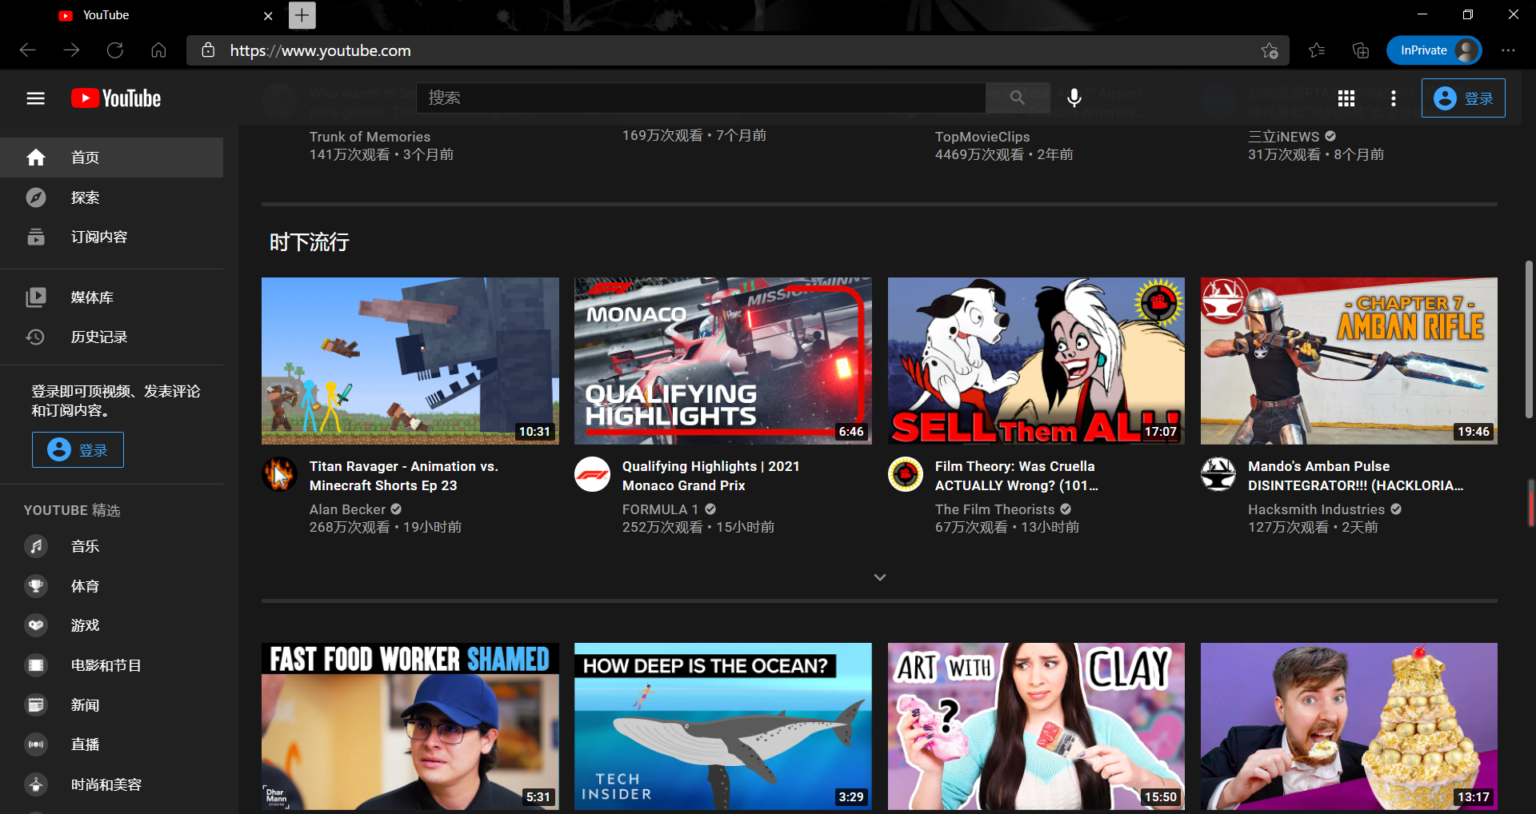 YouTube
https://www.youtube.com
InPrivate
YouTube
搜索
登录
首页
探索
订阅内容
媒体库
历史记录
登录即可顶视频、发表评论
和订阅内容。
登录
YOUTUBE 精选
音乐
体育
游戏
电影和节目
新闻
直播
时尚和美容
Trunk of Memories
141万次观看 • 3个月前
169万次观看 • 7个月前
TopMovieClips
4469万次观看 • 2年前
三立iNEWS
31万次观看 • 8个月前
时下流行
10:31
Titan Ravager - Animation vs.
Minecraft Shorts Ep 23
Alan Becker
268万次观看 • 19小时前
MISSION WINN
MONACO
QUALIFYING
HIGHLIGHTS
6:46
Qualifying Highlights | 2021
Monaco Grand Prix
FORMULA 1
252万次观看 • 15小时前
SELL Them ALL!
17:07
Film Theory: Was Cruella
ACTUALLY Wrong? (101...
The Film Theorists
67万次观看 • 13小时前
- CHAPTER 7 -
AMBAN RIFLE
19:46
Mando's Amban Pulse
DISINTEGRATOR!!! (HACKLORIA...
Hacksmith Industries
127万次观看 • 2天前
FAST FOOD WORKER SHAMED
Dhar
Mann
5:31
HOW DEEP IS THE OCEAN?
TECH
INSIDER
3:29
ART WITH CLAY
?
15:50
13:17